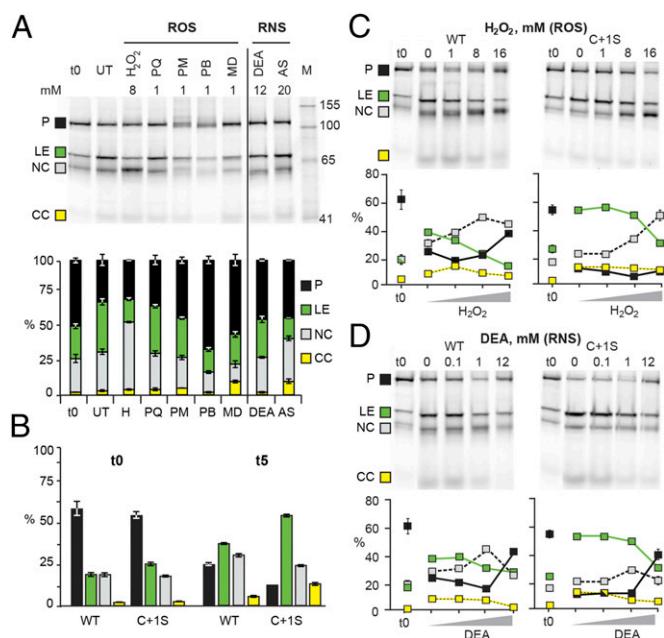 A
ROS
RNS
t0 UT H₂O₂ PQ PM PB MD DEA AS M
mM 8 1 1 1 1 12 20
P
LE
NC
CC
155
100
65
41
%
100
50
25
0
P
LE
NC
CC
t0 UT H PQ PM PB MD DEA AS
B
t0
t5
%
75
50
25
0
WT C+1S WT C+1S
C
H₂O₂, mM (ROS)
WT
C+1S
t0 0 1 8 16
t0 0 1 8 16
P
LE
NC
80
60
%
40
20
0
t0
H₂O₂
t0
H₂O₂
D
DEA, mM (RNS)
WT
C+1S
t0 0 0.1 1 12
t0 0 0.1 1 12
P
LE
NC
CC
80
60
%
40
20
0
t0
DEA
t0
DEA